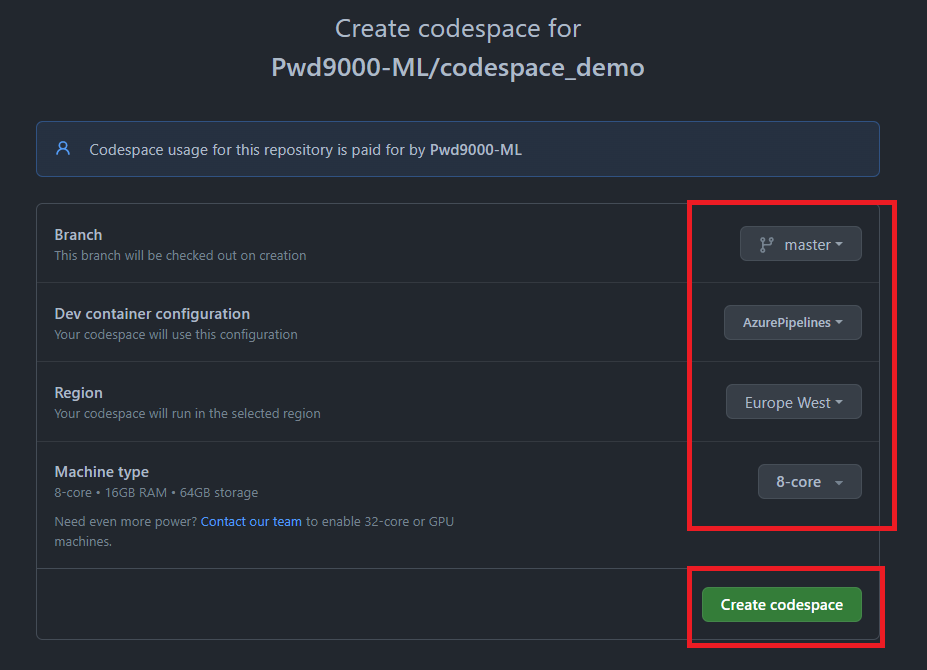 Create codespace for
Pwd9000-ML/codespace_demo
Codespace usage for this repository is paid for by Pwd9000-ML
Branch
This branch will be checked out on creation
master
Dev container configuration
Your codespace will use this configuration
AzurePipelines
Region
Your codespace will run in the selected region
Europe West
Machine type
8-core • 16GB RAM • 64GB storage
8-core
Need even more power? Contact our team to enable 32-core or GPU
machines.
Create codespace